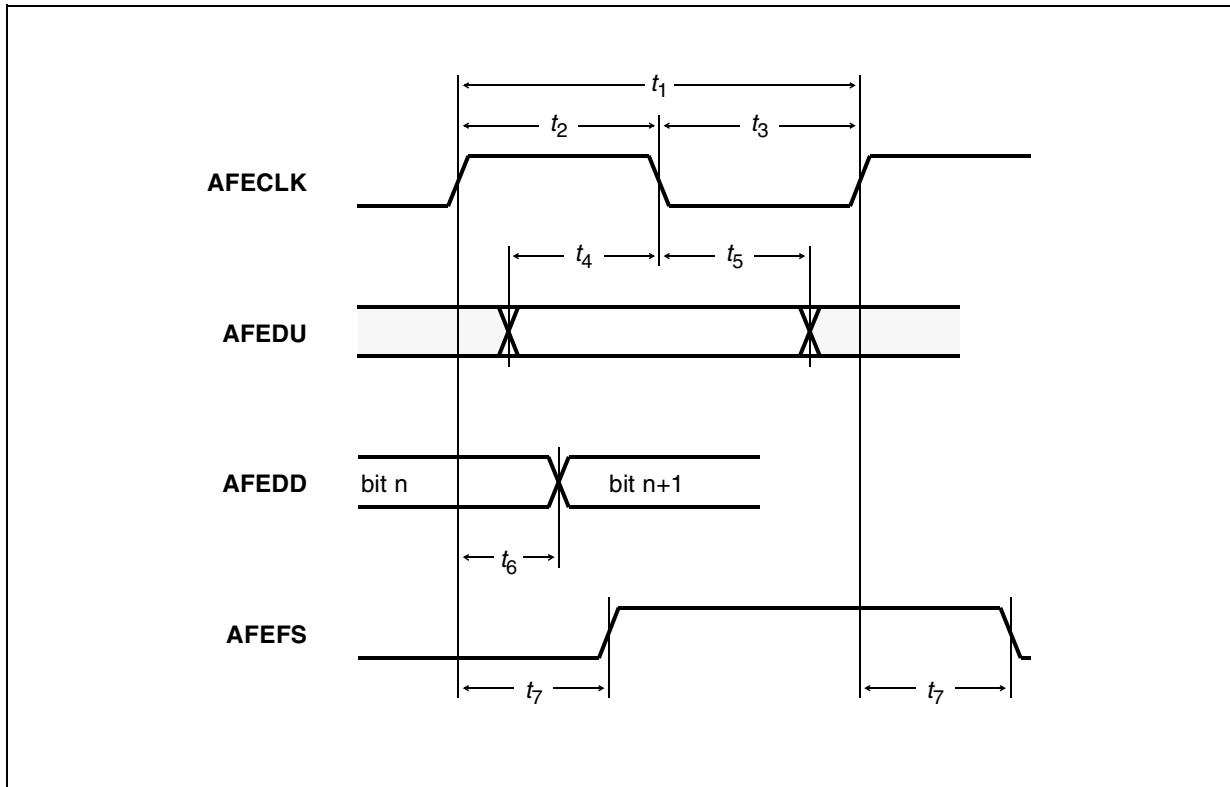 t1
t2 t3
AFECLK
t4 t5
AFEDU
AFEDD bit n bit n+1
t6
AFEFS
t7 t7